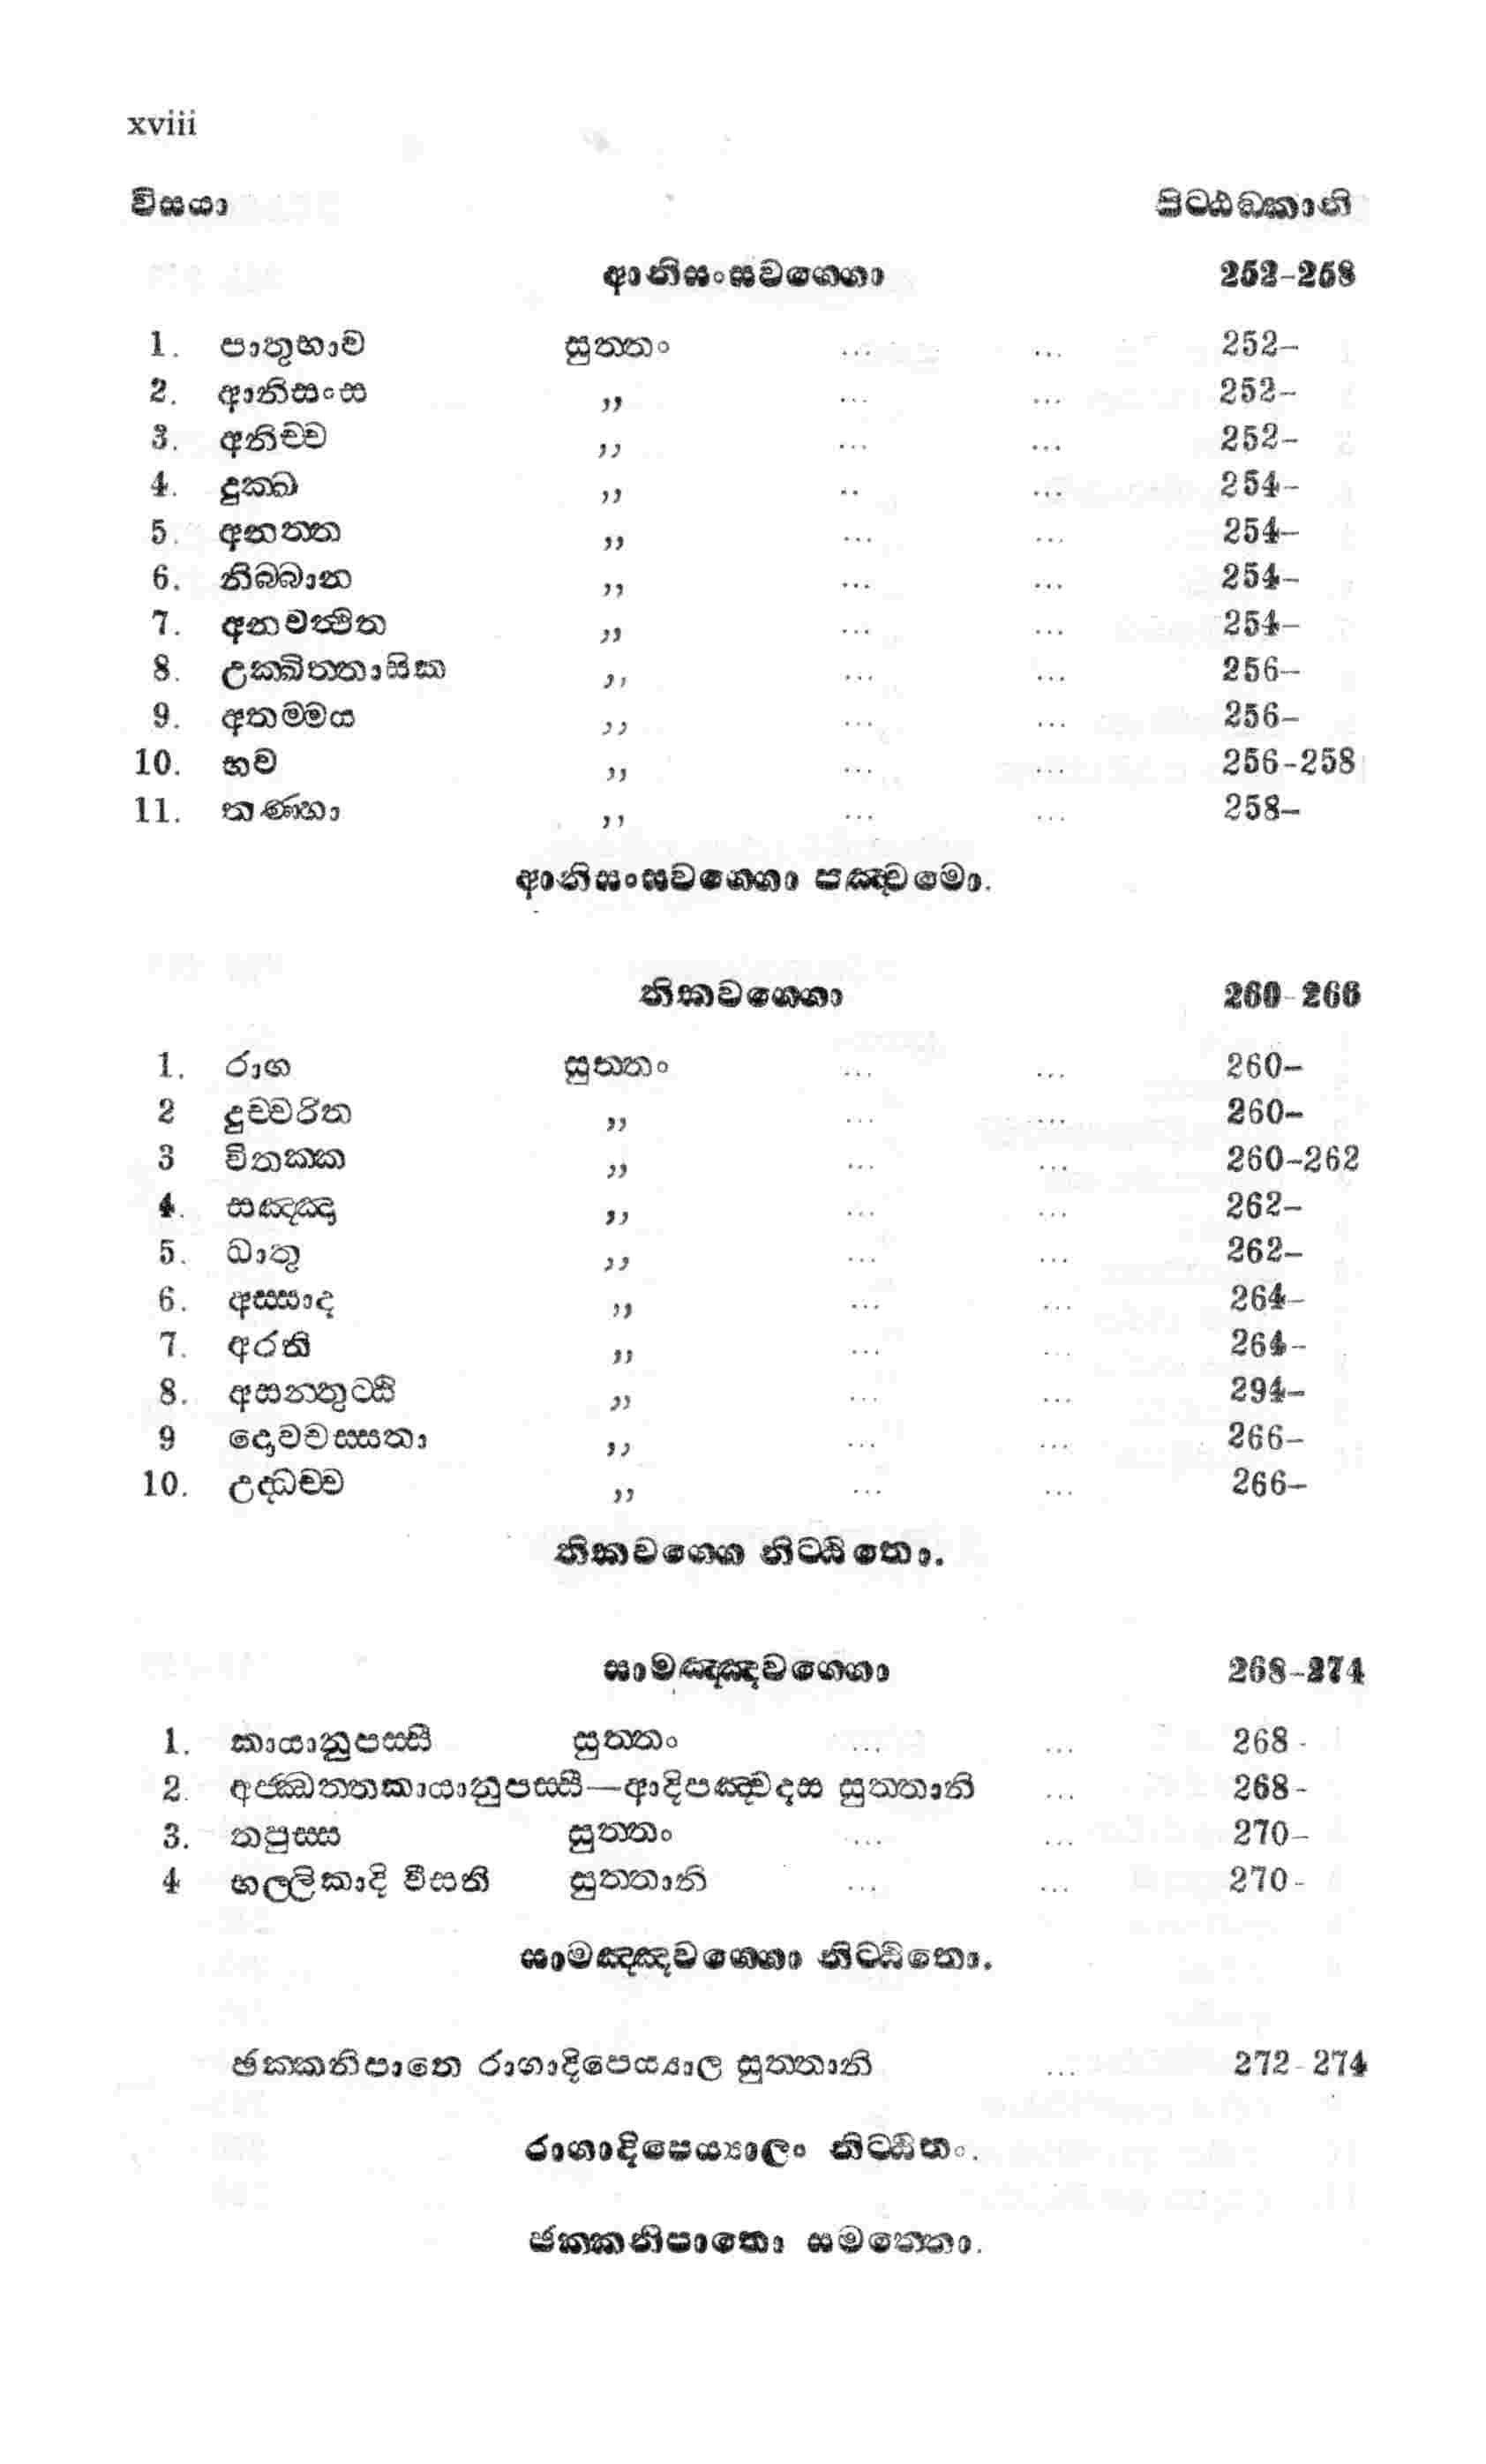 xviii
විසයා පිට්ඨඞ්කානි
ආනිසංසවග්ගො 252-258
1. පාතුභාව සුත්තං ... ... 252–
2. ආනිසංස ,, ... ... 252–
3. අනිච්ච ,, ... ... 252–
4. දුක්ඛ ,, .. ... 254–
5. අනත්ත ,, ... ... 254–
6. නිබ්බාන ,, ... ... 254–
7. අනවත්ථිත ,, ... ... 254–
8. උක්ඛිත්තාසික ,, ... ... 256–
9. අතම්මය ,, ... ... 256–
10. භව ,, ... ... 256-258
11. තණ්හා ,, ... ... 258–
ආනිසංසවග්ගො පඤ්චමො.
තිකවග්ගො 260-266
1. රාග සුත්තං ... ... 260–
2 දුච්චරිත ,, ... ... 260–
3 විතක්ක ,, ... ... 260-262
4. සඤ්ඤා ,, ... ... 262–
5. ධාතු ,, ... ... 262–
6. අස්සාද ,, ... ... 264–
7. අරති ,, ... ... 264–
8. අසන්තුට්ඨි ,, ... ... 294–
9 දොවචස්සතා ,, ... ... 266–
10. උද්ධච්ච ,, ... ... 266–
තිකවග්ගො නිට්ඨිතො.
සාමඤ්ඤවග්ගො 268-274
1. කායානුපස්සී සුත්තං ... ... 268 -
2. අජ්ඣත්තකායානුපස්සී—ආදිපඤ්චදස සුත්තානි ... 268 -
3. තපුස්ස සුත්තං ... ... 270–
4 භල්ලිකාදි වීසති සුත්තානි ... ... 270 -
සාමඤ්ඤවග්ගො නිට්ඨිතො.
ඡක්කනිපාතෙ රාගාදිපෙය්‍යාල සුත්තානි ... 272-274
රාගාදිපෙය්‍යාලං නිට්ඨිතං.
ඡක්කනිපාතො සමත්තො.